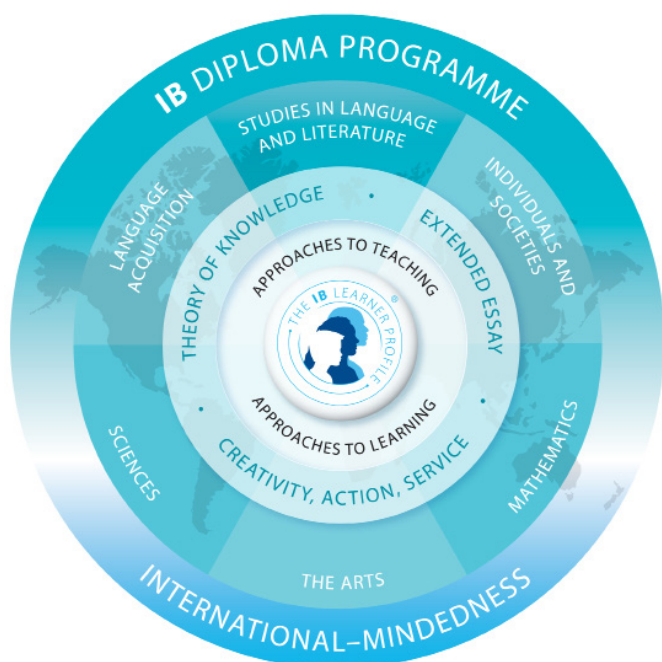 IB DIPLOMA PROGRAMME
STUDIES IN LANGUAGE
AND LITERATURE
LANGUAGE
ACQUISITION
INDIVIDUALS AND
SOCIETIES
THEORY OF KNOWLEDGE
EXTENDED ESSAY
APPROACHES TO TEACHING
THE IB LEARNER PROFILE
®
APPROACHES TO LEARNING
CREATIVITY, ACTION, SERVICE
SCIENCES
MATHEMATICS
THE ARTS
INTERNATIONAL–MINDEDNESS